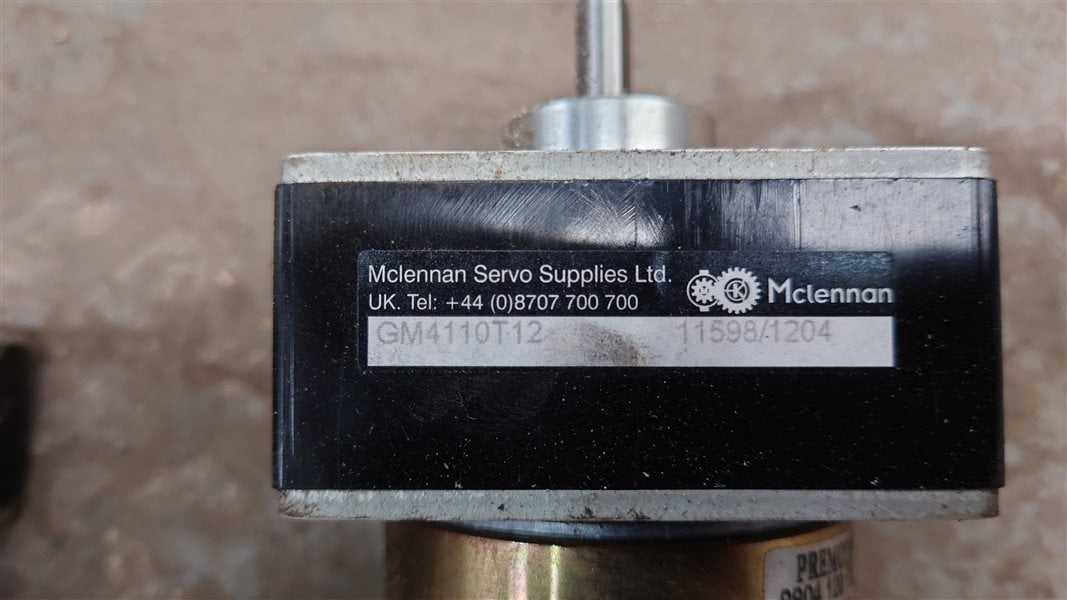 Mclennan Servo Supplies Ltd.
UK. Tel: +44 (0)8707 700 700
Mclennan
GM4110T12 11598/1204